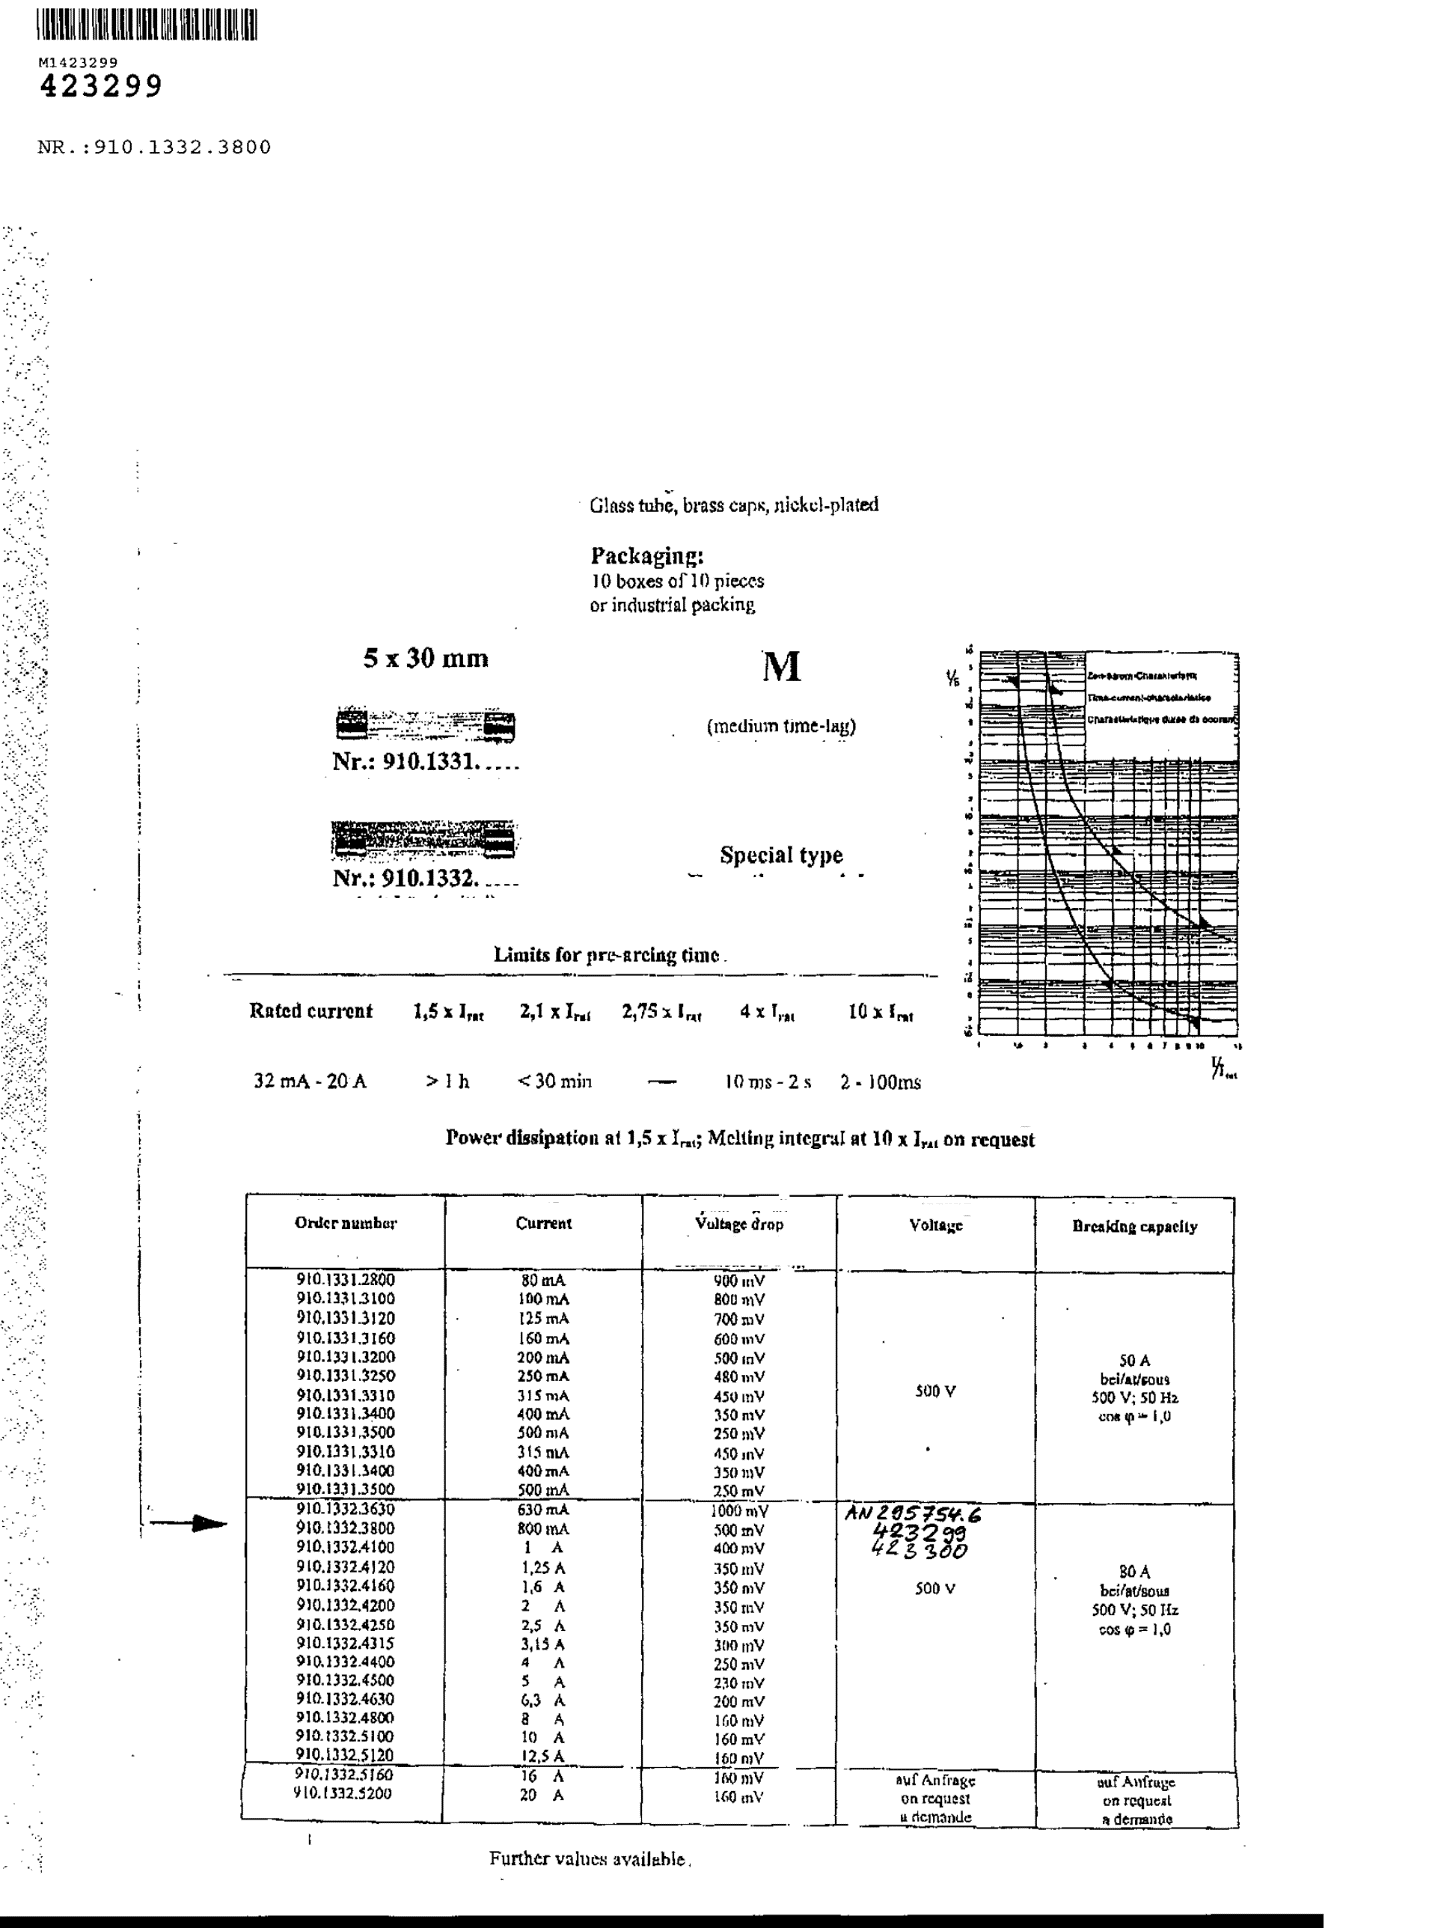 M1423299
423299
NR.:910.1332.3800
Glass tube, brass caps, nickel-plated
Packaging:
10 boxes of 10 pieces
or industrial packing
5 x 30 mm
M
(medium time-lag)
Nr.: 910.1331. ....
Special type
Nr.: 910.1332. ....
Zeit-Strom-Charakteristik
Time-current-characteristics
Charactéristique durée de courant
Limits for pre-arcing time.
Rated current 1,5 x Irat 2,1 x Irat 2,75 x Irat 4 x Irat 10 x Irat
32 mA - 20 A > 1 h < 30 min — 10 ms - 2 s 2 - 100ms
Power dissipation at 1,5 x Irat; Melting integral at 10 x Irat on request
Order number Current Voltage drop Voltage Breaking capacity
910.1331.2800 80 mA 900 mV
910.1331.3100 100 mA 800 mV
910.1331.3120 125 mA 700 mV
910.1331.3160 160 mA 600 mV
910.1331.3200 200 mA 500 mV
910.1331.3250 250 mA 480 mV
910.1331.3310 315 mA 450 mV
910.1331.3400 400 mA 350 mV
910.1331.3500 500 mA 250 mV
910.1331.3310 315 mA 450 mV
910.1331.3400 400 mA 350 mV
910.1331.3500 500 mA 250 mV
500 V
50 A
bei/at/sous
500 V; 50 Hz
cos φ = 1,0
910.1332.3630 630 mA 1000 mV
910.1332.3800 800 mA 500 mV
910.1332.4100 1 A 400 mV
910.1332.4120 1,25 A 350 mV
910.1332.4160 1,6 A 350 mV
910.1332.4200 2 A 350 mV
910.1332.4250 2,5 A 350 mV
910.1332.4315 3,15 A 300 mV
910.1332.4400 4 A 250 mV
910.1332.4500 5 A 230 mV
910.1332.4630 6,3 A 200 mV
910.1332.4800 8 A 160 mV
910.1332.5100 10 A 160 mV
910.1332.5120 12,5 A 160 mV
AN 295754.6
423299
423300
500 V
80 A
bei/at/sous
500 V; 50 Hz
cos φ = 1,0
910.1332.5160 16 A 160 mV
910.1332.5200 20 A 160 mV
auf Anfrage
on request
a demande
auf Anfrage
on request
a demande
Further values available.